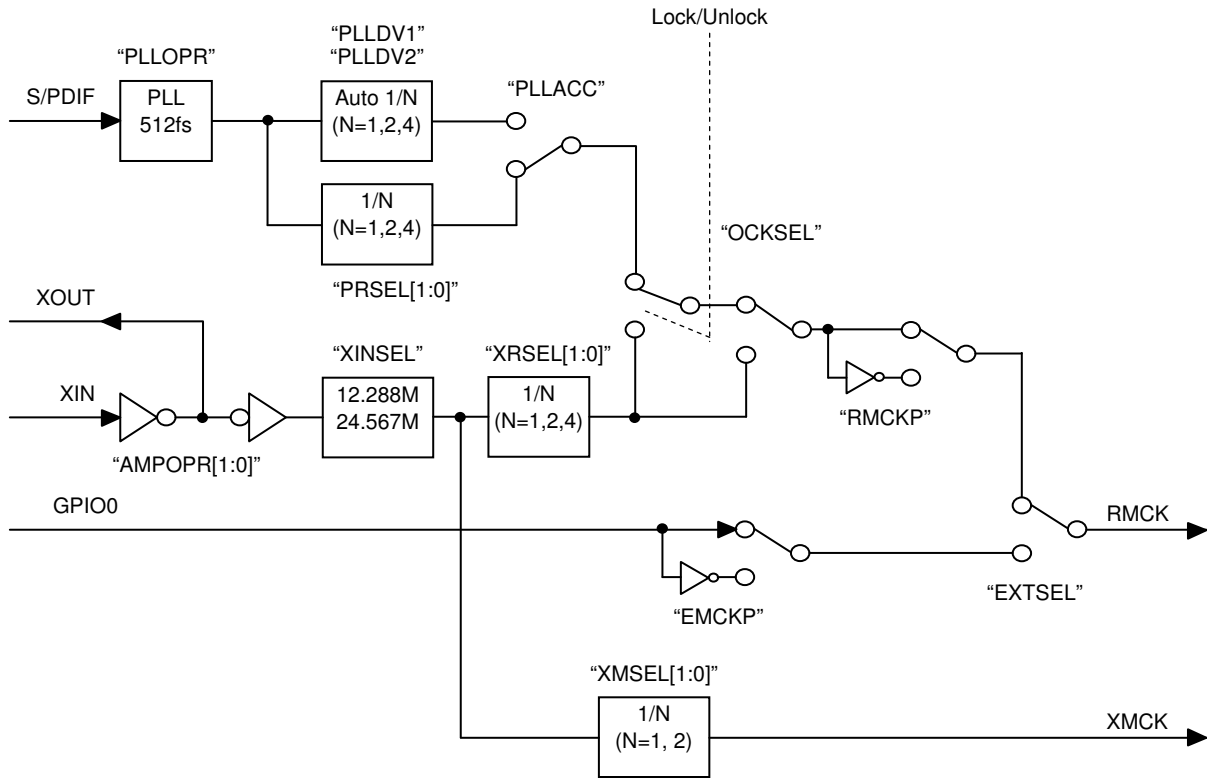 Lock/Unlock
“PLLDV1”
“PLLDV2”
“PLLOPR”
S/PDIF
PLL
512fs
Auto 1/N
(N=1,2,4)
“PLLACC”
1/N
(N=1,2,4)
“PRSEL[1:0]”
“OCKSEL”
XOUT
“XINSEL”
“XRSEL[1:0]”
XIN
12.288M
24.567M
1/N
(N=1,2,4)
“RMCKP”
“AMPOPR[1:0]”
GPIO0
RMCK
“EMCKP”
“EXTSEL”
“XMSEL[1:0]”
1/N
(N=1, 2)
XMCK